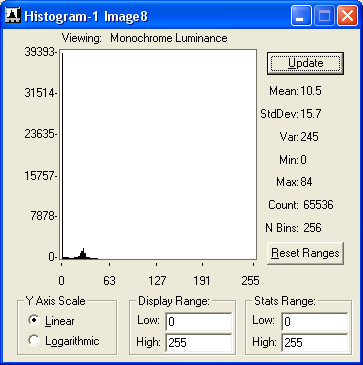 Histogram-1 Image8
Viewing: Monochrome Luminance
39393-
31514-
23635-
15757-
7878-
0-
0 63 127 191 255
Update
Mean: 10.5
StdDev: 15.7
Var: 245
Min: 0
Max: 84
Count: 65536
N Bins: 256
Reset Ranges
Y Axis Scale
Linear
Logarithmic
Display Range:
Low: 0
High: 255
Stats Range:
Low: 0
High: 255